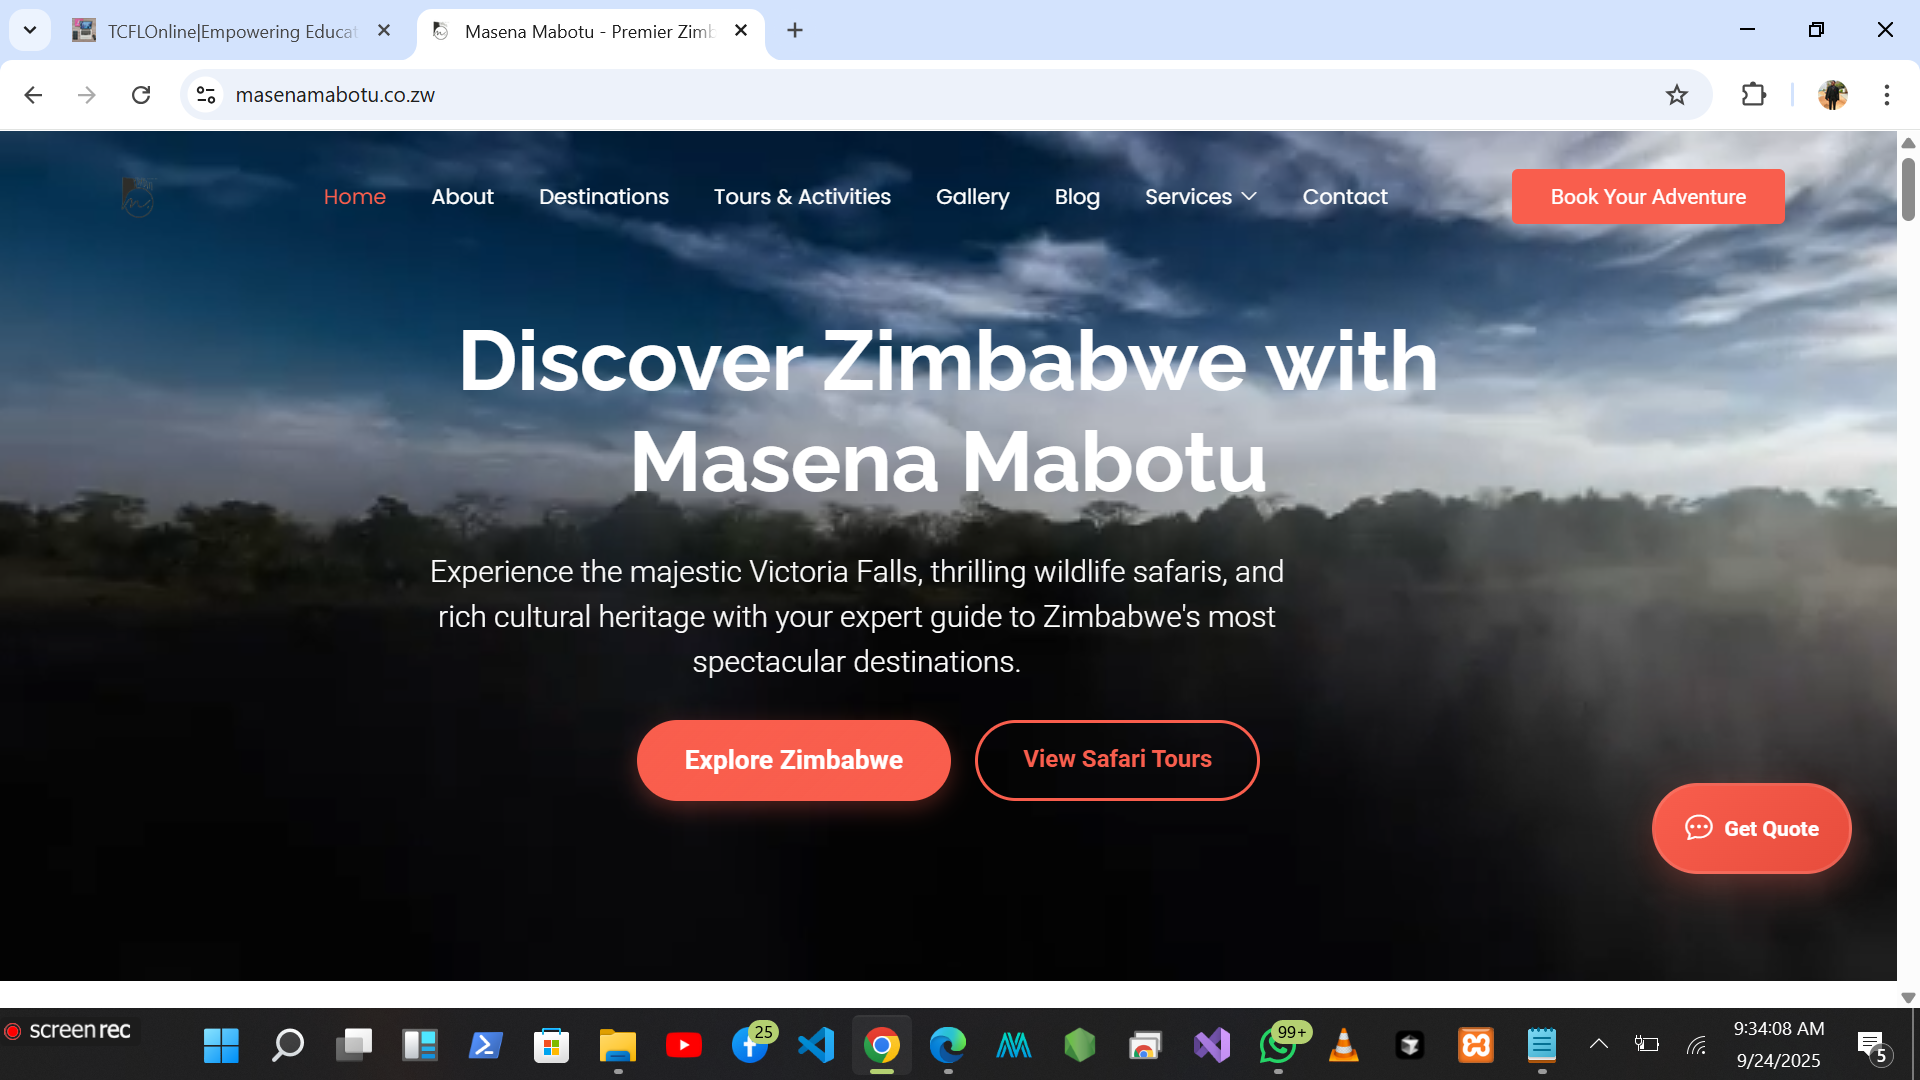 TCFLOnline|Empowering Educat
Masena Mabotu - Premier Zimb
masenamabotu.co.zw
Home About Destinations Tours & Activities Gallery Blog Services Contact Book Your Adventure
Discover Zimbabwe with
Masena Mabotu
Experience the majestic Victoria Falls, thrilling wildlife safaris, and
rich cultural heritage with your expert guide to Zimbabwe's most
spectacular destinations.
Explore Zimbabwe View Safari Tours
Get Quote
screen rec
25
99+
9:34:08 AM
9/24/2025
5